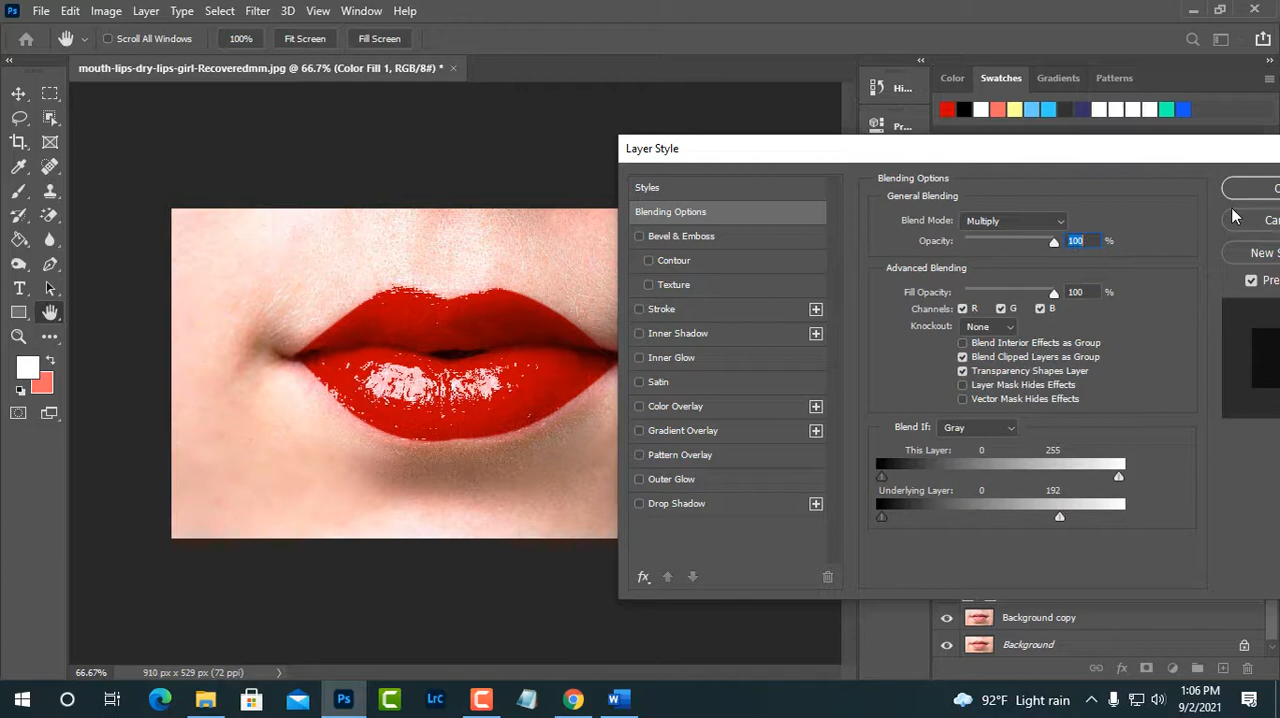 Ps File Edit Image Layer Type Select Filter 3D View Window Help
Scroll All Windows 100% Fit Screen Fill Screen
mouth-lips-dry-lips-girl-Recoveredmm.jpg @ 66.7% (Color Fill 1, RGB/8#) *
Hi...
Pr...
Color Swatches Gradients Patterns
Layer Style
Styles
Blending Options
Bevel & Emboss
Contour
Texture
Stroke
Inner Shadow
Inner Glow
Satin
Color Overlay
Gradient Overlay
Pattern Overlay
Outer Glow
Drop Shadow
fx
Blending Options
General Blending
Blend Mode: Multiply
Opacity: 100 %
Advanced Blending
Fill Opacity: 100 %
Channels: R G B
Knockout: None
Blend Interior Effects as Group
Blend Clipped Layers as Group
Transparency Shapes Layer
Layer Mask Hides Effects
Vector Mask Hides Effects
Blend If: Gray
This Layer: 0 255
Underlying Layer: 0 192
New S
Background copy
Background
fx
66.67% 910 px x 529 px (72 ppi)
Ps C LrC C W
92°F Light rain
1:06 PM
9/2/2021